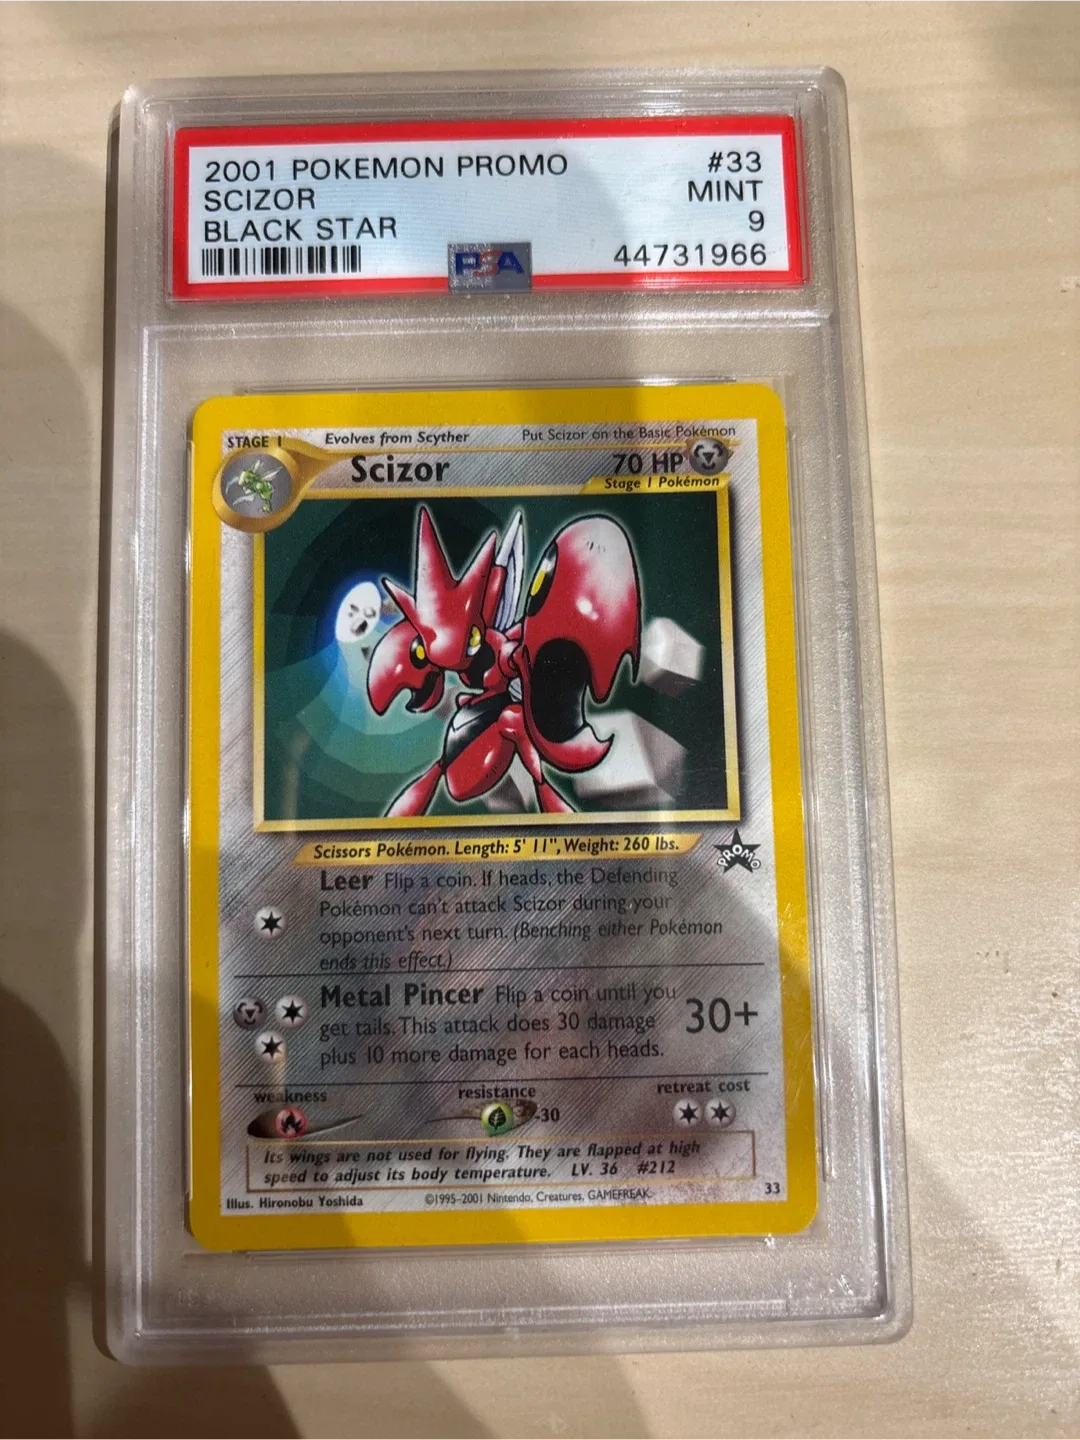 2001 POKEMON PROMO #33
SCIZOR MINT
BLACK STAR 9
PSA 44731966
STAGE 1 Evolves from Scyther Put Scizor on the Basic Pokémon
Scizor 70 HP
Stage 1 Pokémon
Scissors Pokémon. Length: 5' 11", Weight: 260 lbs.
PROMO
Leer Flip a coin. If heads, the Defending
Pokémon can't attack Scizor during your
opponent's next turn. (Benching either Pokémon
ends this effect.)
Metal Pincer Flip a coin until you
get tails. This attack does 30 damage 30+
plus 10 more damage for each heads.
weakness resistance retreat cost
-30
Its wings are not used for flying. They are flapped at high
speed to adjust its body temperature. LV. 36 #212
Illus. Hironobu Yoshida ©1995-2001 Nintendo, Creatures, GAMEFREAK. 33